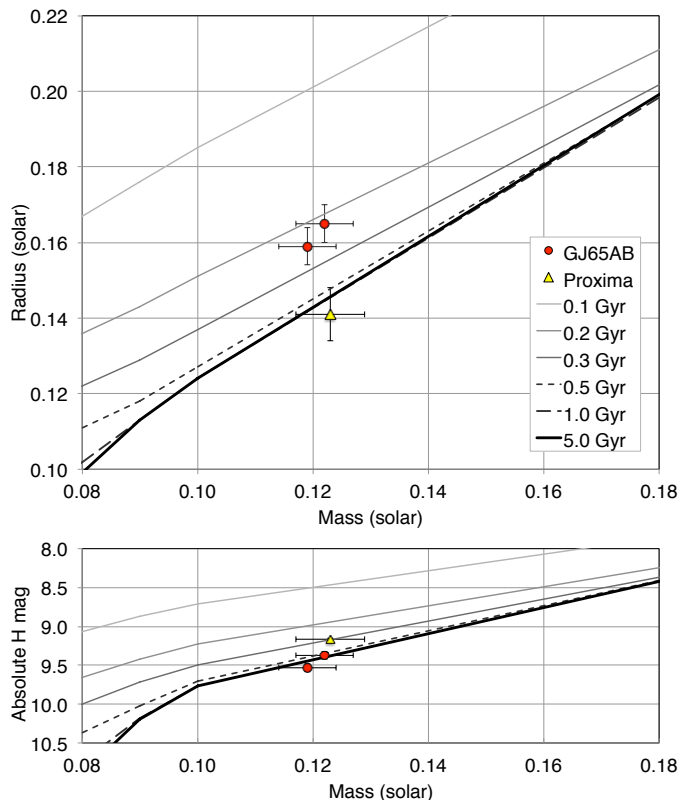 0.22
0.20
0.18
0.16
0.14
0.12
0.10
Radius (solar)
GJ65AB
Proxima
0.1 Gyr
0.2 Gyr
0.3 Gyr
0.5 Gyr
1.0 Gyr
5.0 Gyr
0.08 0.10 0.12 0.14 0.16 0.18
Mass (solar)
8.0
8.5
9.0
9.5
10.0
10.5
Absolute H mag
0.08 0.10 0.12 0.14 0.16 0.18
Mass (solar)